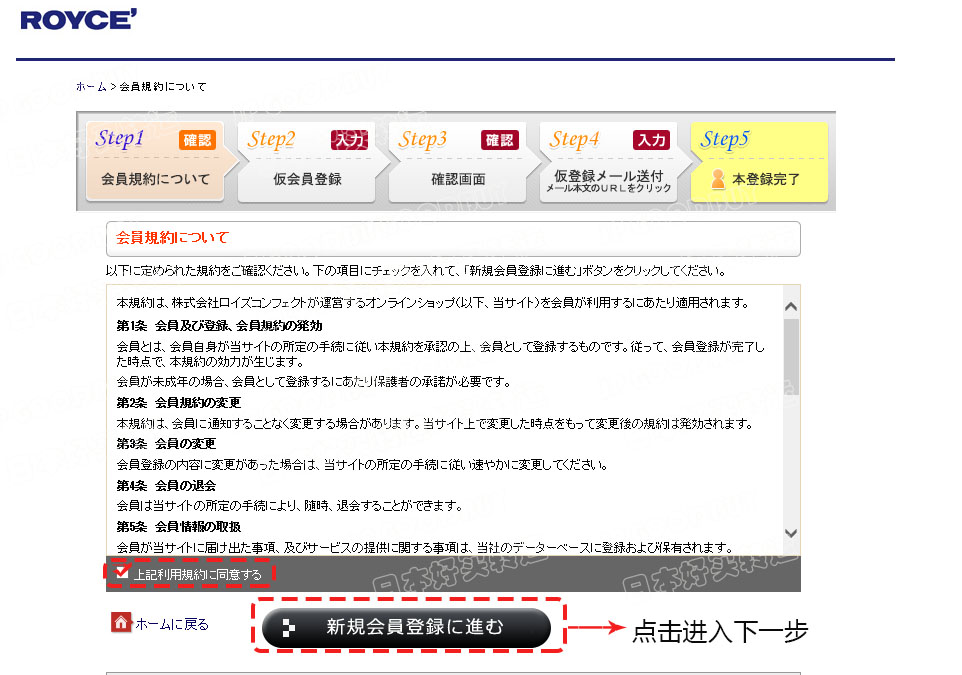 ROYCE'
ホーム > 会員規約について
Step1 確認
会員規約について
Step2 入力
仮会員登録
Step3 確認
確認画面
Step4 入力
仮登録メール送付
メール本文のURLをクリック
Step5
本登録完了
会員規約について
以下に定められた規約をご確認ください。下の項目にチェックを入れて、「新規会員登録に進む」ボタンをクリックしてください。
本規約は、株式会社ロイズコンフェクトが運営するオンラインショップ(以下、当サイト)を会員が利用するにあたり適用されます。
第1条 会員及び登録、会員規約の発効
会員とは、会員自身が当サイトの所定の手続に従い本規約を承認の上、会員として登録するものです。従って、会員登録が完了し
た時点で、本規約の効力が生じます。
会員が未成年の場合、会員として登録するにあたり保護者の承諾が必要です。
第2条 会員規約の変更
本規約は、会員に通知することなく変更する場合があります。当サイト上で変更した時点をもって変更後の規約は発効されます。
第3条 会員の変更
会員登録の内容に変更があった場合は、当サイトの所定の手続に従い速やかに変更してください。
第4条 会員の退会
会員は当サイトの所定の手続により、随時、退会することができます。
第5条 会員情報の取扱
会員が当サイトに届け出た事項、及びサービスの提供に関する事項は、当社のデーターベースに登録および保有されます。
上記利用規約に同意する
ホームに戻る
新規会員登録に進む
点击进入下一步